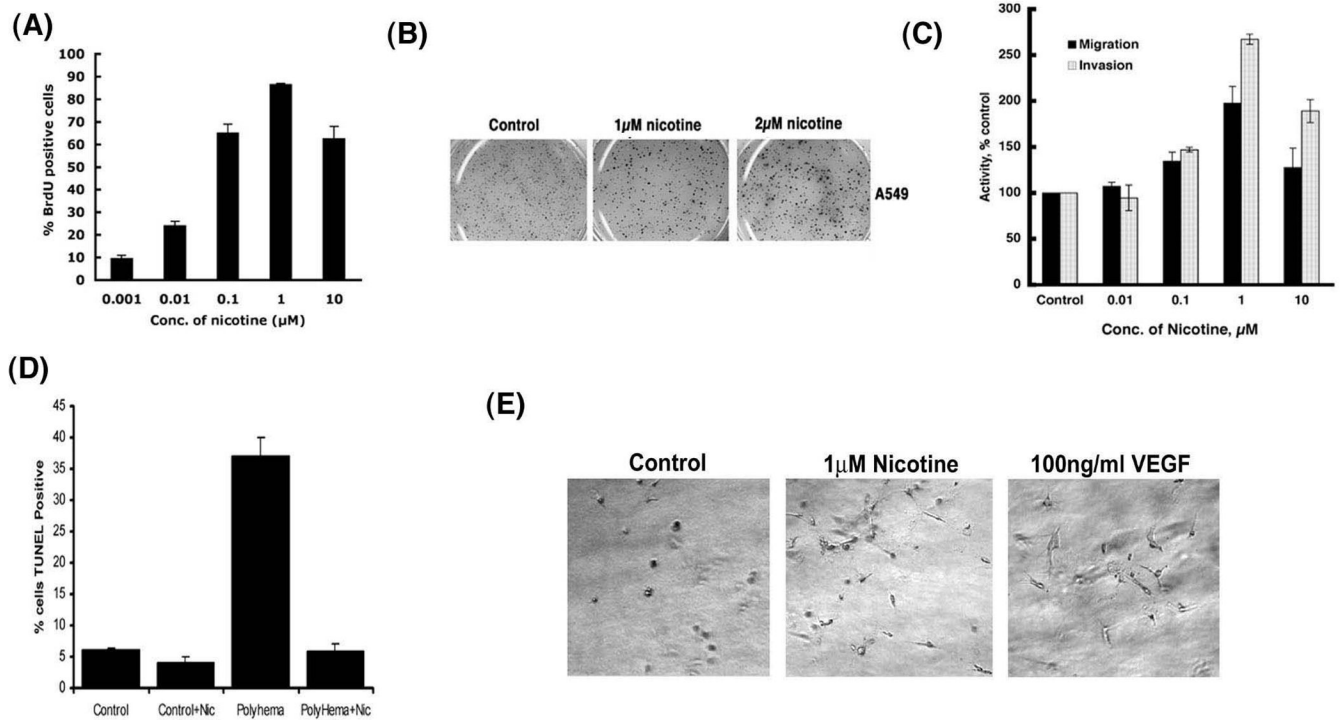 (A)
% BrdU positive cells
100
90
80
70
60
50
40
30
20
10
0
0.001 0.01 0.1 1 10
Conc. of nicotine (µM)
(B)
Control 1µM nicotine 2µM nicotine
A549
(C)
Activity, % control
300
250
200
150
100
50
0
Migration
Invasion
Control 0.01 0.1 1 10
Conc. of Nicotine, µM
(D)
% cells TUNEL Positive
45
40
35
30
25
20
15
10
5
0
Control Control+Nic Polyhema PolyHema+Nic
(E)
Control 1µM Nicotine 100ng/ml VEGF